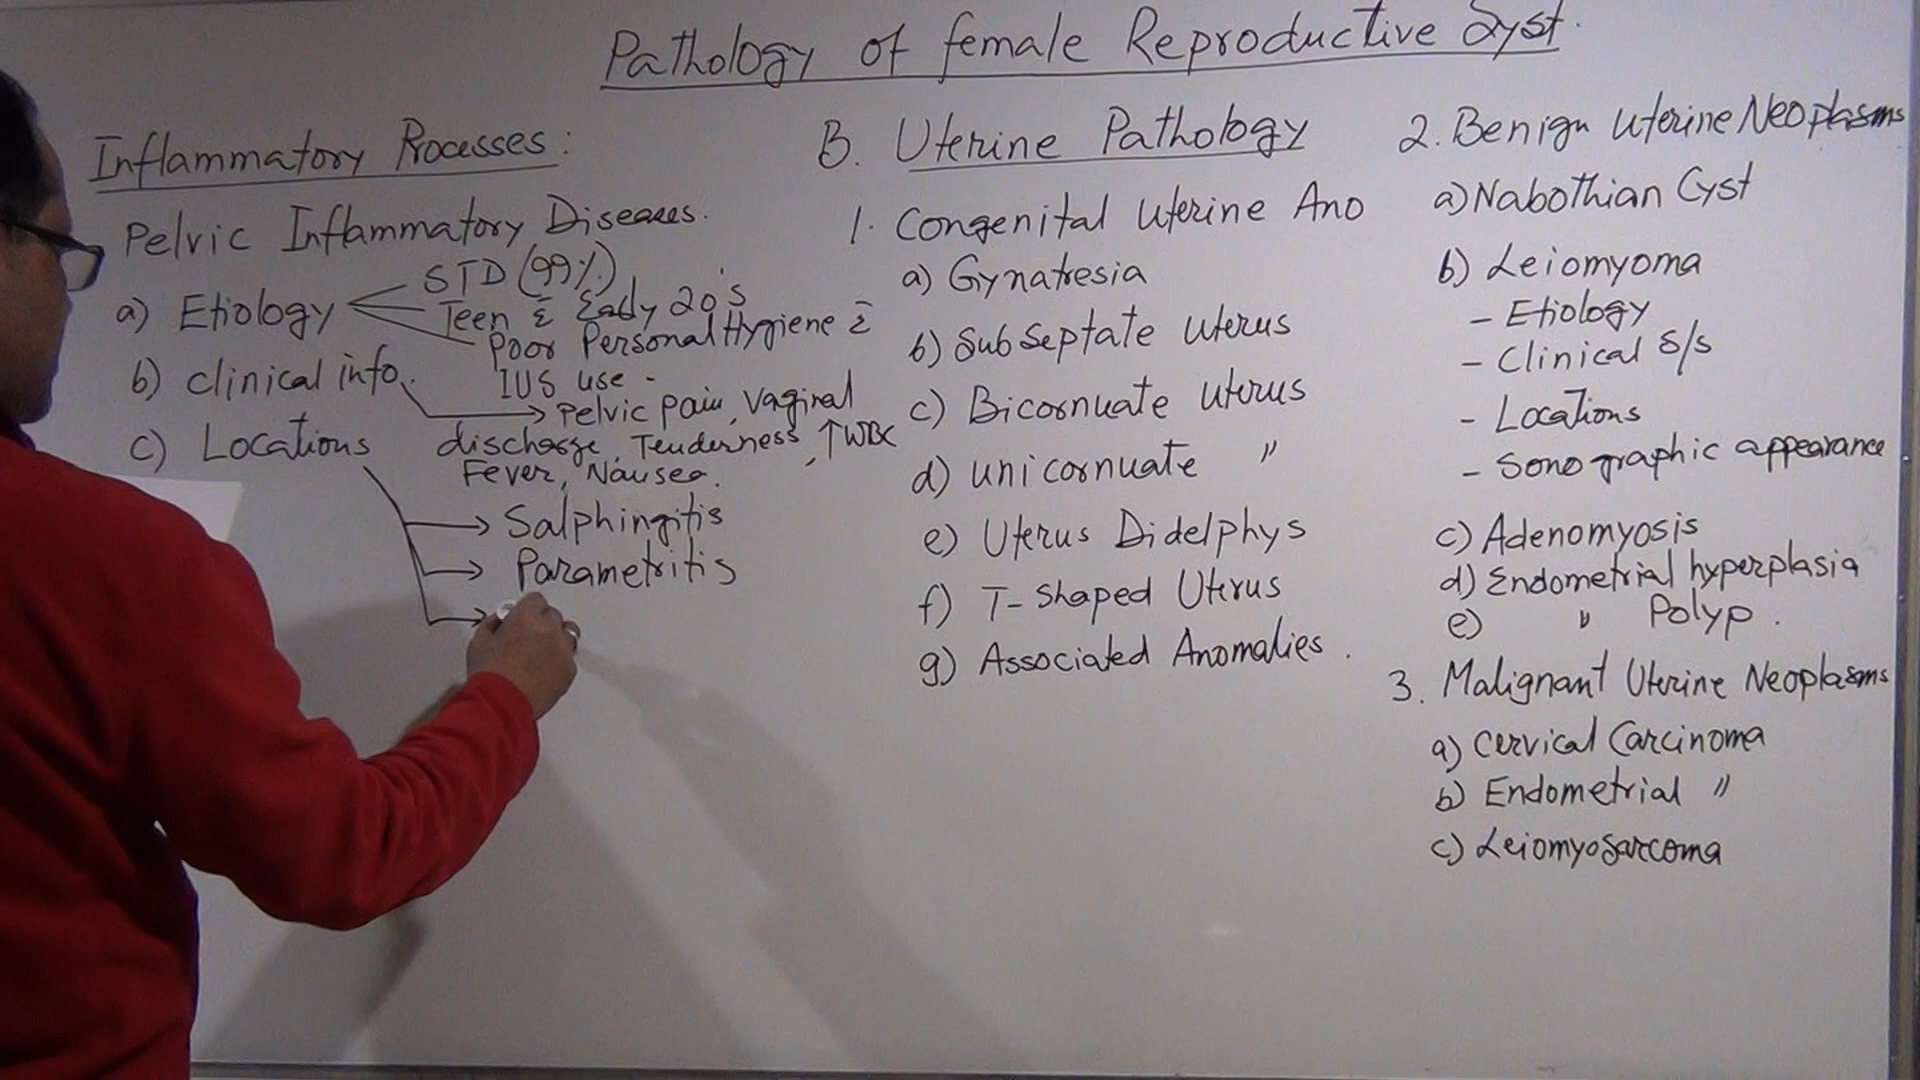 Pathology of female Reproductive Syst.
Inflammatory Processes:
Pelvic Inflammatory Diseases.
a) Etiology
STD (99%)
Teen & Early 20's
Poor Personal Hygiene c̄
IUS use -
b) clinical info.
Pelvic pain, vaginal
discharge, Tenderness, ↑WBC
Fever, Nausea.
c) Locations
Salphingitis
Parametritis
B. Uterine Pathology
1. Congenital Uterine Ano
a) Gynatresia
b) Subseptate Uterus
c) Bicornuate Uterus
d) Unicornuate "
e) Uterus Didelphys
f) T-Shaped Uterus
g) Associated Anomalies.
2. Benign Uterine Neoplasms
a) Nabothian Cyst
b) Leiomyoma
- Etiology
- Clinical S/s
- Locations
- Sonographic appearance
c) Adenomyosis
d) Endometrial hyperplasia
e) " Polyp.
3. Malignant Uterine Neoplasms
a) Cervical Carcinoma
b) Endometrial "
c) Leiomyosarcoma